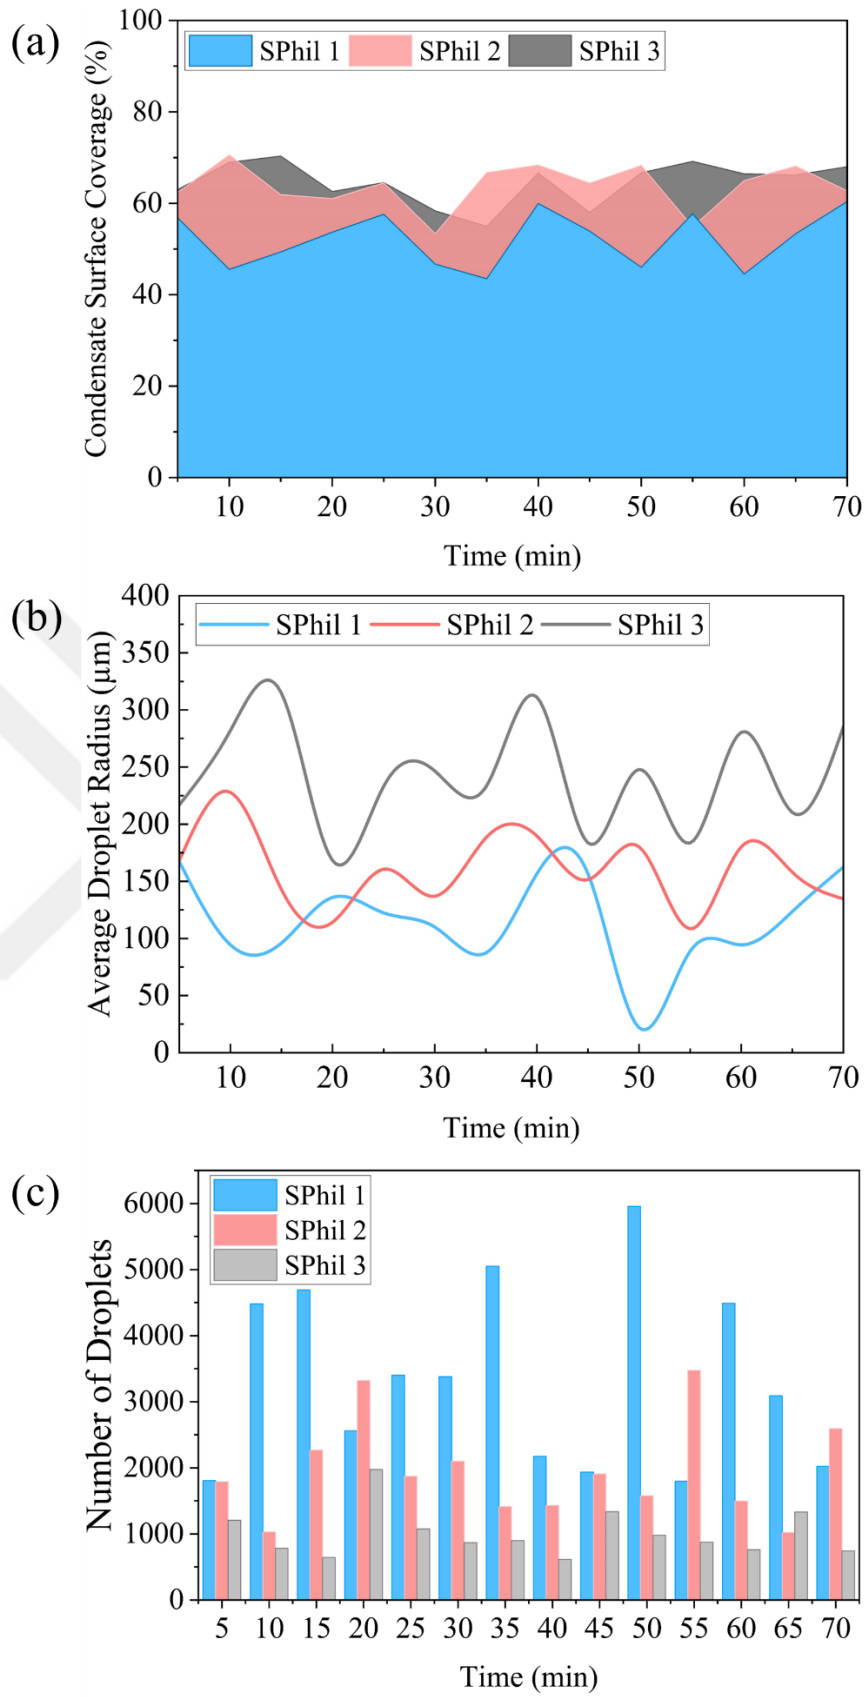 (a)
SPhil 1 SPhil 2 SPhil 3
Condensate Surface Coverage (%)
100
80
60
40
20
0
10 20 30 40 50 60 70
Time (min)
(b)
SPhil 1 SPhil 2 SPhil 3
Average Droplet Radius (µm)
400
350
300
250
200
150
100
50
0
10 20 30 40 50 60 70
Time (min)
(c)
SPhil 1
SPhil 2
SPhil 3
Number of Droplets
6000
5000
4000
3000
2000
1000
0
5 10 15 20 25 30 35 40 45 50 55 60 65 70
Time (min)